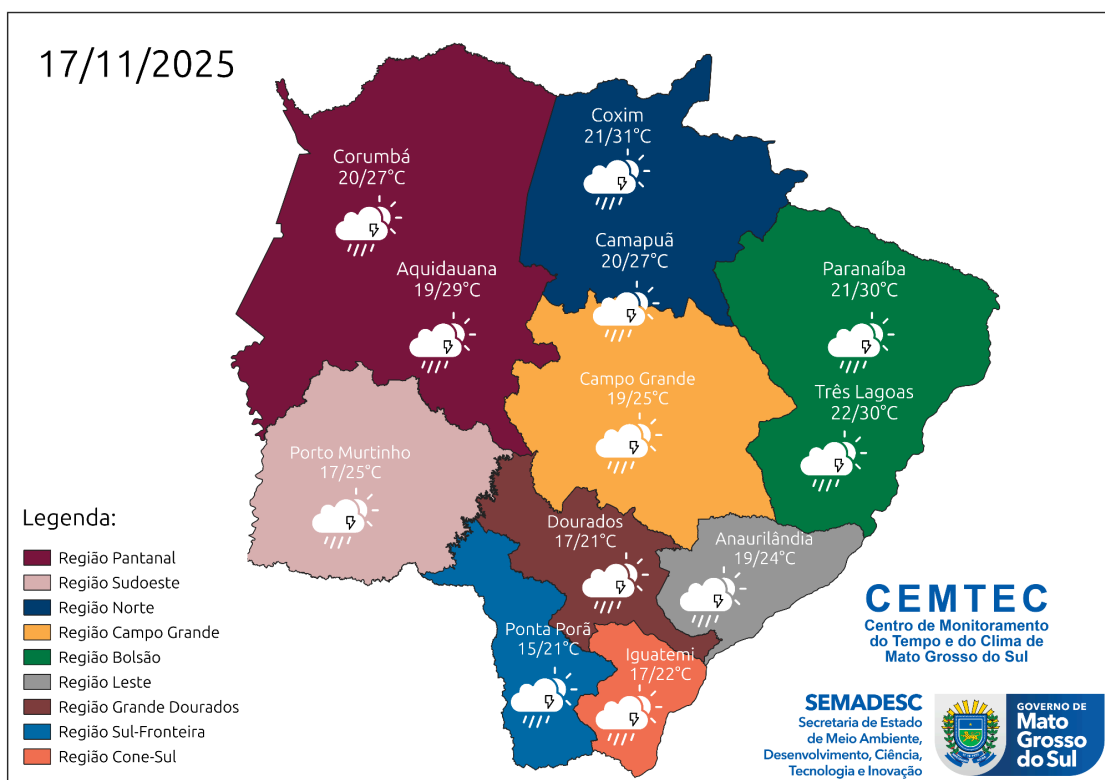 17/11/2025
Coxim
21/31°C
Corumbá
20/27°C
Camapuã
20/27°C
Aquidauana
19/29°C
Paranaíba
21/30°C
Campo Grande
19/25°C
Três Lagoas
22/30°C
Porto Murtinho
17/25°C
Dourados
17/21°C
Anaurilândia
19/24°C
Ponta Porã
15/21°C
Iguatemi
17/22°C
Legenda:
Região Pantanal
Região Sudoeste
Região Norte
Região Campo Grande
Região Bolsão
Região Leste
Região Grande Dourados
Região Sul-Fronteira
Região Cone-Sul
CEMTEC
Centro de Monitoramento
do Tempo e do Clima de
Mato Grosso do Sul
SEMADESC
Secretaria de Estado
de Meio Ambiente,
Desenvolvimento, Ciência,
Tecnologia e Inovação
GOVERNO DE
Mato
Grosso
do Sul